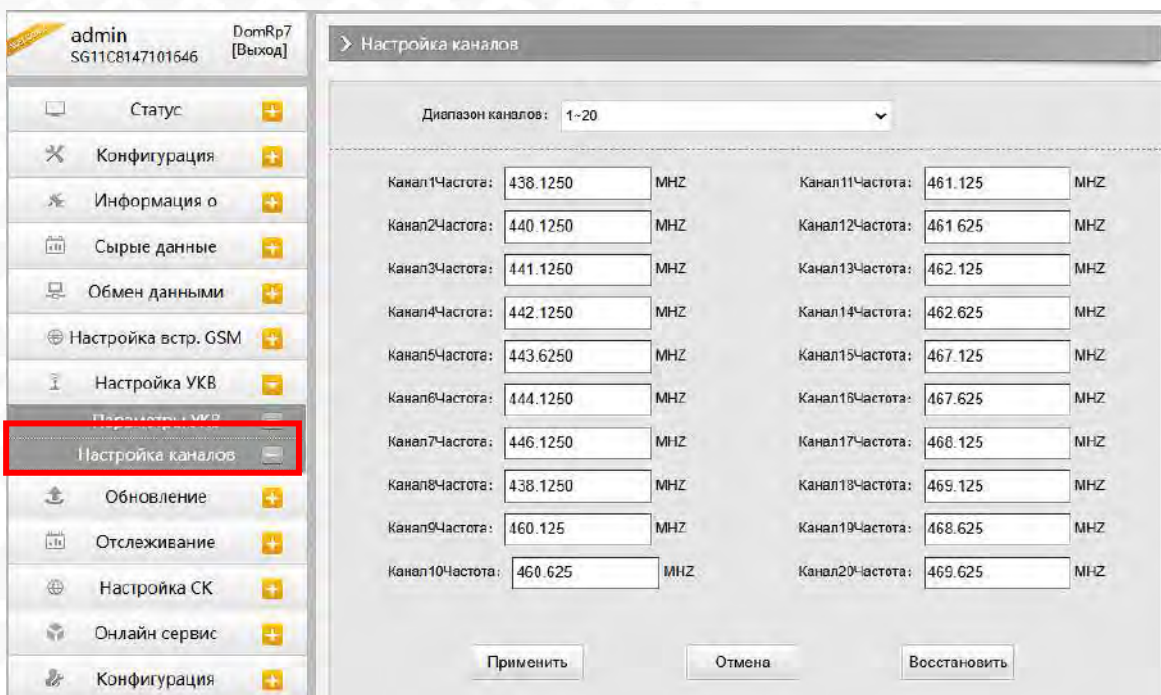 admin
DomRp7
SG11C8147101646
[Выход]
Статус
Конфигурация
Информация о
Сырые данные
Обмен данными
Настройка встр. GSM
Настройка УКВ
Параметры УКВ
Настройка каналов
Обновление
Отслеживание
Настройка СК
Онлайн сервис
Конфигурация
Настройка каналов
Диапазон каналов: 1~20
Канал1Частота: 438.1250 MHZ Канал11Частота: 461.125 MHZ
Канал2Частота: 440.1250 MHZ Канал12Частота: 461.625 MHZ
Канал3Частота: 441.1250 MHZ Канал13Частота: 462.125 MHZ
Канал4Частота: 442.1250 MHZ Канал14Частота: 462.625 MHZ
Канал5Частота: 443.6250 MHZ Канал15Частота: 467.125 MHZ
Канал6Частота: 444.1250 MHZ Канал16Частота: 467.625 MHZ
Канал7Частота: 446.1250 MHZ Канал17Частота: 468.125 MHZ
Канал8Частота: 438.1250 MHZ Канал18Частота: 469.125 MHZ
Канал9Частота: 460.125 MHZ Канал19Частота: 468.625 MHZ
Канал10Частота: 460.625 MHZ Канал20Частота: 469.625 MHZ
Применить Отмена Восстановить